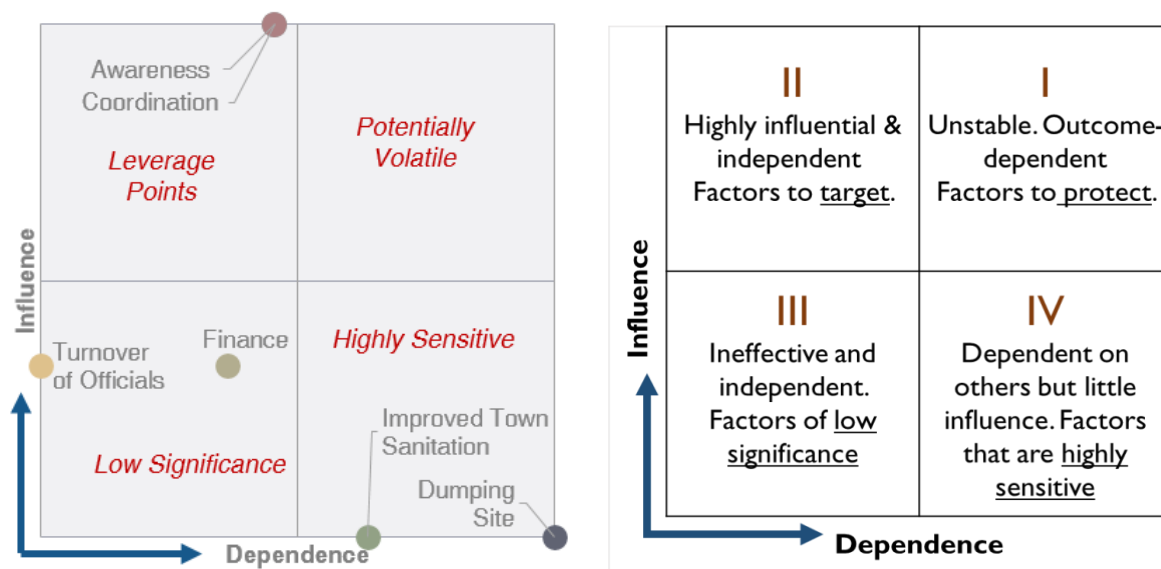 Awareness
Coordination
Leverage
Points
Potentially
Volatile
Influence
Turnover
of Officials
Finance
Highly Sensitive
Low Significance
Improved Town
Sanitation
Dumping
Site
Dependence
II
Highly influential &
independent
Factors to target.
I
Unstable. Outcome-
dependent
Factors to protect.
Influence
III
Ineffective and
independent.
Factors of low
significance
IV
Dependent on
others but little
influence. Factors
that are highly
sensitive
Dependence